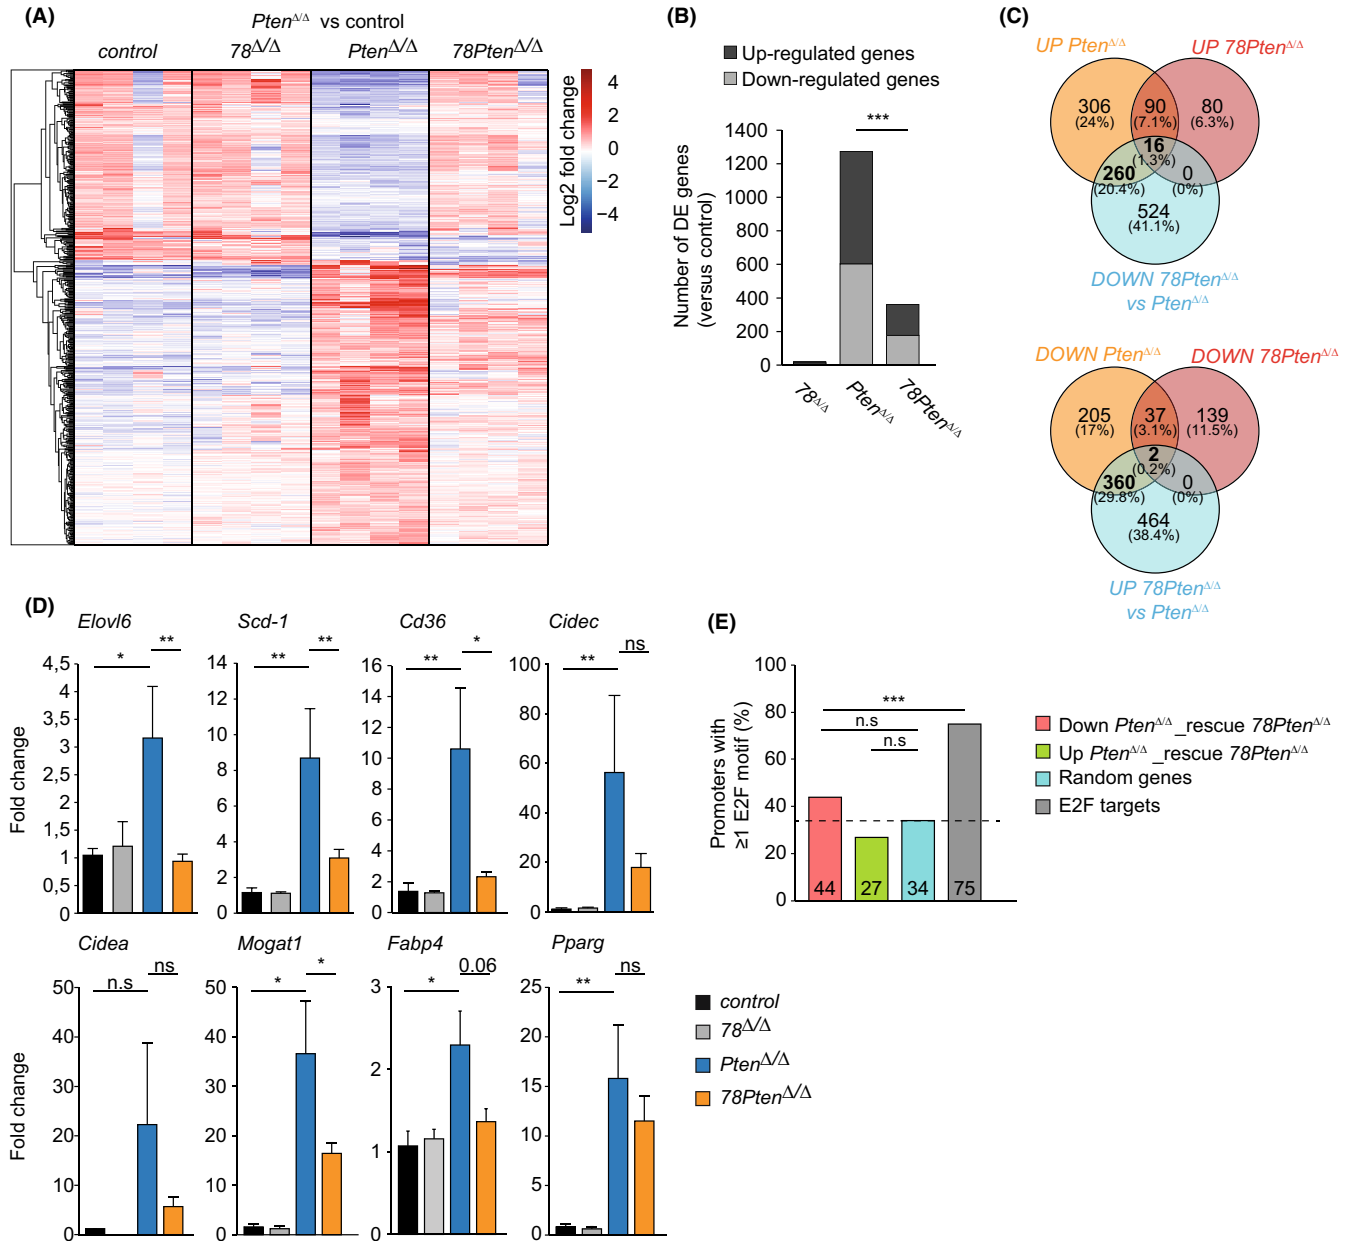 (A)
Pten^Δ/Δ vs control
control 78^Δ/Δ Pten^Δ/Δ 78Pten^Δ/Δ
Log2 fold change
4
2
0
−2
−4
(B)
Up-regulated genes
Down-regulated genes
Number of DE genes
(versus control)
1400
1200
1000
800
600
400
200
0
***
78^Δ/Δ
Pten^Δ/Δ
78Pten^Δ/Δ
(C)
UP Pten^Δ/Δ
UP 78Pten^Δ/Δ
306
(24%)
90
(7.1%)
80
(6.3%)
16
(1.3%)
260
(20.4%)
0
(0%)
524
(41.1%)
DOWN 78Pten^Δ/Δ
vs Pten^Δ/Δ
DOWN Pten^Δ/Δ
DOWN 78Pten^Δ/Δ
205
(17%)
37
(3.1%)
139
(11.5%)
2
(0.2%)
360
(29.8%)
0
(0%)
464
(38.4%)
UP 78Pten^Δ/Δ
vs Pten^Δ/Δ
(D)
Elovl6
Fold change
4,5
4
3,5
3
2,5
2
1,5
1
0,5
0
*
**
Scd-1
14
12
10
8
6
4
2
0
**
**
Cd36
16
14
12
10
8
6
4
2
0
**
*
Cidec
100
80
60
40
20
0
**
ns
Cidea
Fold change
50
40
30
20
10
0
n.s
ns
Mogat1
50
40
30
20
10
0
*
*
Fabp4
3
2
1
0
*
0.06
Pparg
25
20
15
10
5
0
**
ns
control
78^Δ/Δ
Pten^Δ/Δ
78Pten^Δ/Δ
(E)
Promoters with
≥1 E2F motif (%)
100
80
60
40
20
0
***
n.s
n.s
44
27
34
75
Down Pten^Δ/Δ _rescue 78Pten^Δ/Δ
Up Pten^Δ/Δ _rescue 78Pten^Δ/Δ
Random genes
E2F targets